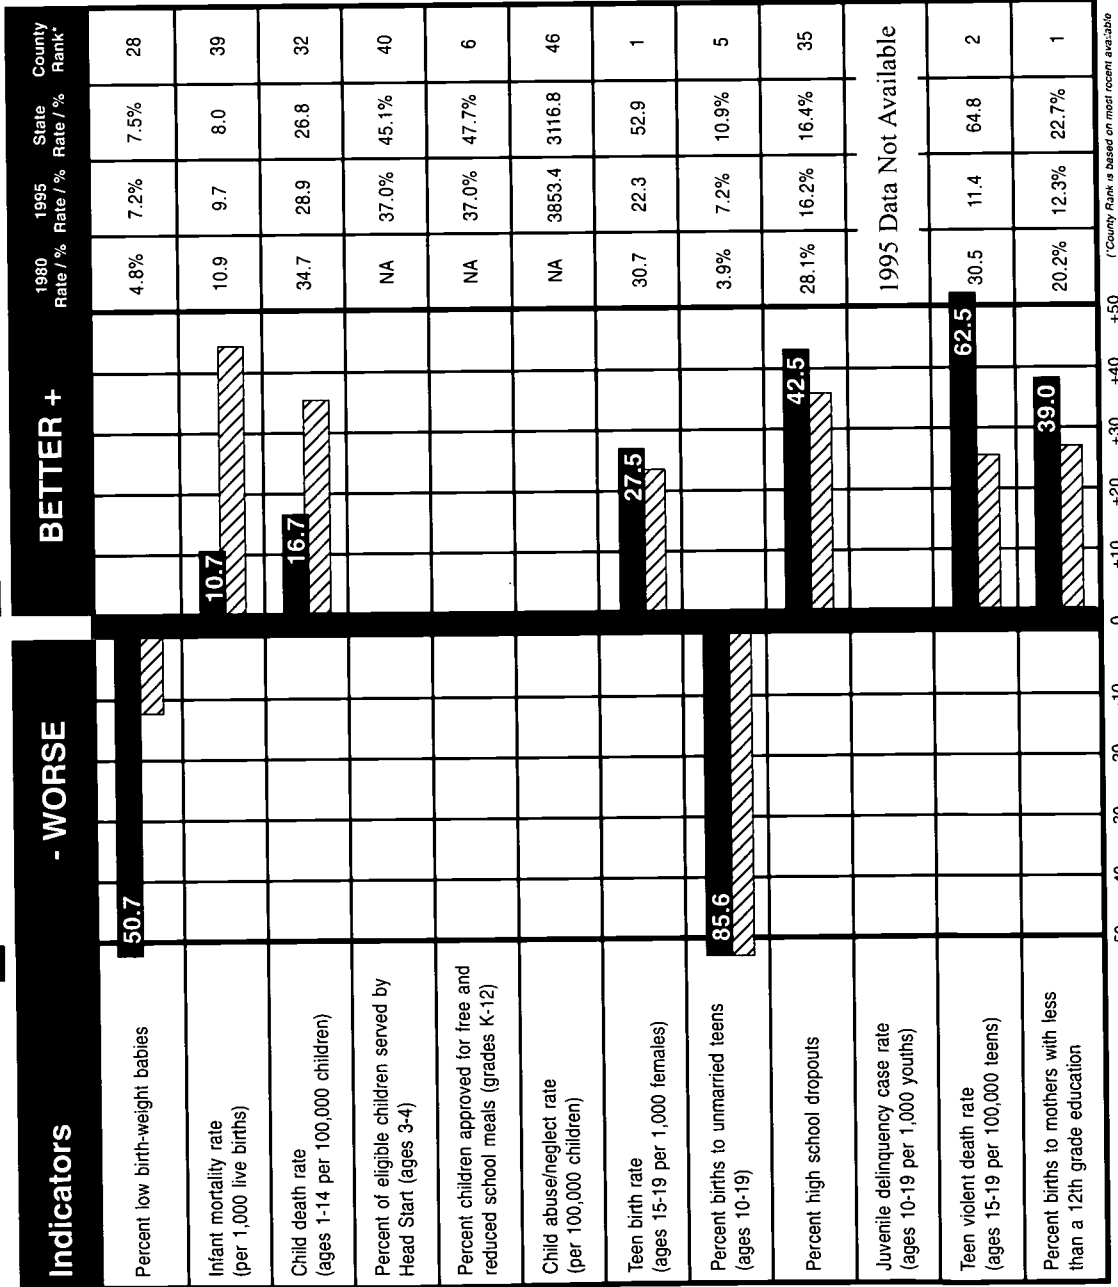 Indicators - WORSE BETTER + 1980 Rate / % 1995 Rate / % State Rate / % County Rank*
Percent low birth-weight babies 50.7 4.8% 7.2% 7.5% 28
Infant mortality rate
(per 1,000 live births) 10.7 10.9 9.7 8.0 39
Child death rate
(ages 1-14 per 100,000 children) 16.7 34.7 28.9 26.8 32
Percent of eligible children served by
Head Start (ages 3-4) NA 37.0% 45.1% 40
Percent children approved for free and
reduced school meals (grades K-12) NA 37.0% 47.7% 6
Child abuse/neglect rate
(per 100,000 children) NA 3853.4 3116.8 46
Teen birth rate
(ages 15-19 per 1,000 females) 27.5 30.7 22.3 52.9 1
Percent births to unmarried teens
(ages 10-19) 85.6 3.9% 7.2% 10.9% 5
Percent high school dropouts 42.5 28.1% 16.2% 16.4% 35
Juvenile delinquency case rate
(ages 10-19 per 1,000 youths) 1995 Data Not Available
Teen violent death rate
(ages 15-19 per 100,000 teens) 62.5 30.5 11.4 64.8 2
Percent births to mothers with less
than a 12th grade education 39.0 20.2% 12.3% 22.7% 1
0 +10 +20 +30 +40 +50
(*County Rank is based on most recent available